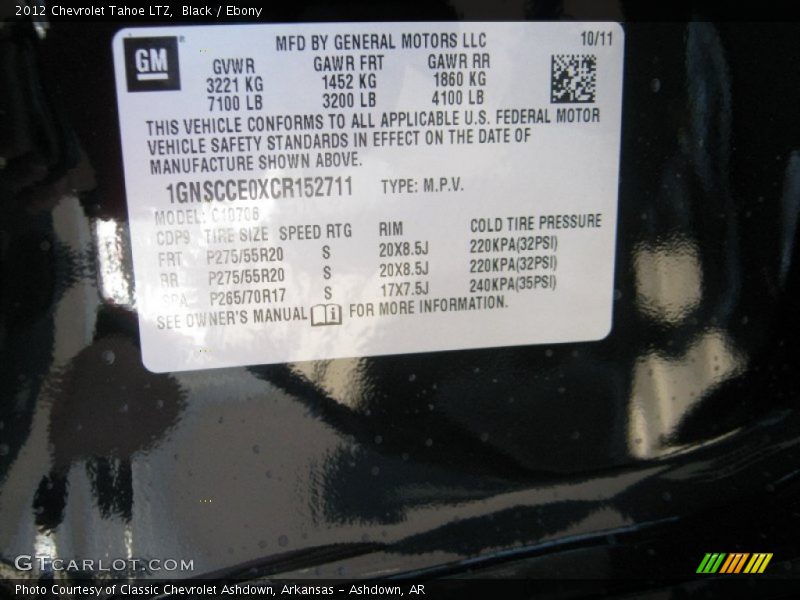 2012 Chevrolet Tahoe LTZ, Black / Ebony
GM
MFD BY GENERAL MOTORS LLC 10/11
GVWR GAWR FRT GAWR RR
3221 KG 1452 KG 1860 KG
7100 LB 3200 LB 4100 LB
THIS VEHICLE CONFORMS TO ALL APPLICABLE U.S. FEDERAL MOTOR
VEHICLE SAFETY STANDARDS IN EFFECT ON THE DATE OF
MANUFACTURE SHOWN ABOVE.
1GNSCCE0XCR152711 TYPE: M.P.V.
MODEL: C10706
CDP9 TIRE SIZE SPEED RTG RIM COLD TIRE PRESSURE
FRT P275/55R20 S 20X8.5J 220KPA(32PSI)
RR P275/55R20 S 20X8.5J 220KPA(32PSI)
SPA P265/70R17 S 17X7.5J 240KPA(35PSI)
SEE OWNER'S MANUAL i FOR MORE INFORMATION.
GTCARLOT.COM
Photo Courtesy of Classic Chevrolet Ashdown, Arkansas - Ashdown, AR